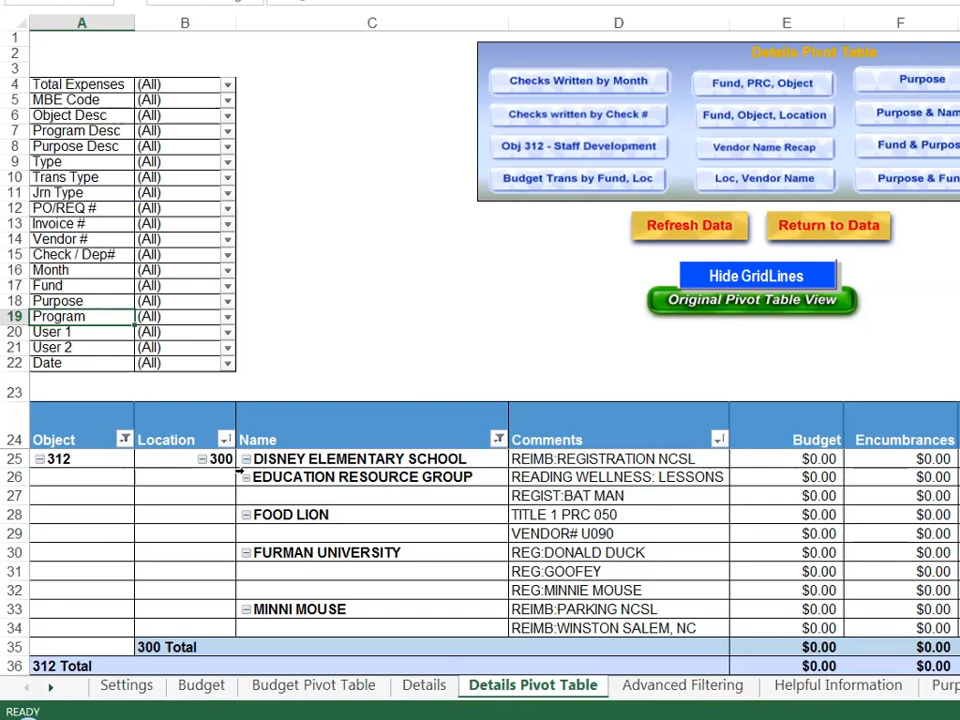 A B C D E F
1
2
Details Pivot Table
3
4 Total Expenses (All) Checks Written by Month Fund, PRC, Object Purpose
5 MBE Code (All)
6 Object Desc (All) Checks written by Check # Fund, Object, Location Purpose & Nam
7 Program Desc (All)
8 Purpose Desc (All) Obj 312 - Staff Development Vendor Name Recap Fund & Purpos
9 Type (All)
10 Trans Type (All) Budget Trans by Fund, Loc Loc, Vendor Name Purpose & Fun
11 Jrn Type (All)
12 PO/REQ # (All)
13 Invoice # (All) Refresh Data Return to Data
14 Vendor # (All)
15 Check / Dep# (All)
16 Month (All) Hide GridLines
17 Fund (All)
18 Purpose (All) Original Pivot Table View
19 Program (All)
20 User 1 (All)
21 User 2 (All)
22 Date (All)
23
24 Object Location Name Comments Budget Encumbrances
25 312 300 DISNEY ELEMENTARY SCHOOL REIMB:REGISTRATION NCSL $0.00 $0.00
26 EDUCATION RESOURCE GROUP READING WELLNESS: LESSONS $0.00 $0.00
27 REGIST:BAT MAN $0.00 $0.00
28 FOOD LION TITLE 1 PRC 050 $0.00 $0.00
29 VENDOR# U090 $0.00 $0.00
30 FURMAN UNIVERSITY REG:DONALD DUCK $0.00 $0.00
31 REG:GOOFEY $0.00 $0.00
32 REG:MINNIE MOUSE $0.00 $0.00
33 MINNI MOUSE REIMB:PARKING NCSL $0.00 $0.00
34 REIMB:WINSTON SALEM, NC $0.00 $0.00
35 300 Total $0.00 $0.00
36 312 Total $0.00 $0.00
Settings Budget Budget Pivot Table Details Details Pivot Table Advanced Filtering Helpful Information Purp
READY